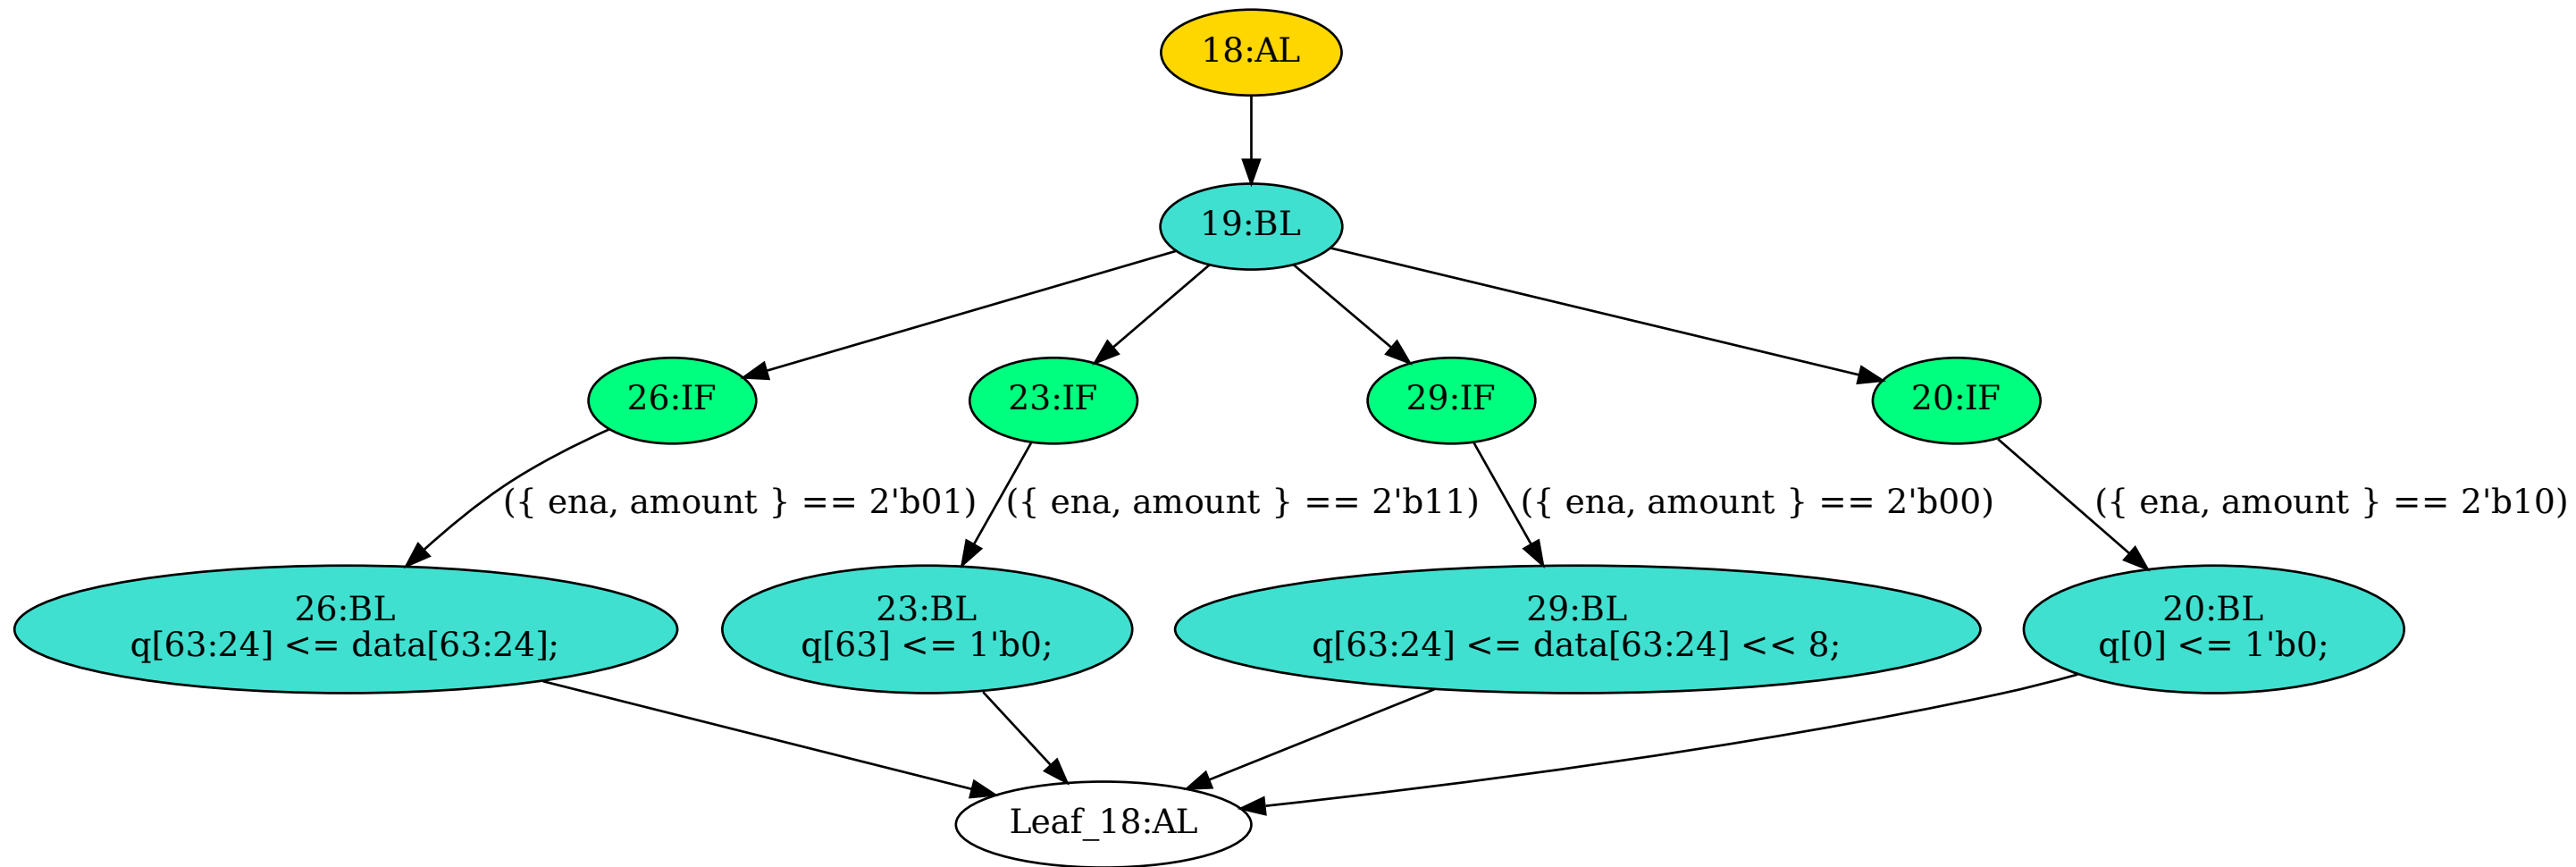 18:AL
19:BL
26:IF
23:IF
29:IF
20:IF
({ ena, amount } == 2'b01)
({ ena, amount } == 2'b11)
({ ena, amount } == 2'b00)
({ ena, amount } == 2'b10)
26:BL
q[63:24] <= data[63:24];
23:BL
q[63] <= 1'b0;
29:BL
q[63:24] <= data[63:24] << 8;
20:BL
q[0] <= 1'b0;
Leaf_18:AL